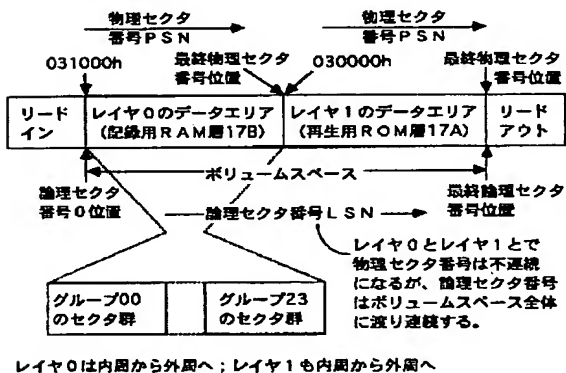 物理セクタ
番号PSN
物理セクタ
番号PSN
031000h
最終物理セクタ
番号位置
030000h
最終物理セクタ
番号位置
リード
イン
レイヤ0のデータエリア
(記録用RAM層17B)
レイヤ1のデータエリア
(再生用ROM層17A)
リード
アウト
ボリュームスペース
論理セクタ
番号0位置
論理セクタ番号LSN
最終論理セクタ
番号位置
レイヤ0とレイヤ1とで
物理セクタ番号は不連続
になるが、論理セクタ番号
はボリュームスペース全体
に渡り連続する。
グループ00
のセクタ群
グループ23
のセクタ群
レイヤ0は内周から外周へ;レイヤ1も内周から外周へ